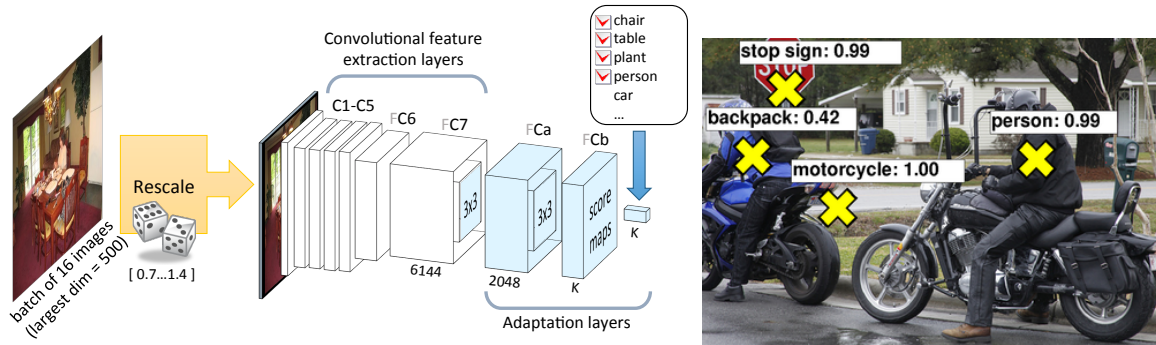 batch of 16 images
(largest dim = 500)
Rescale
[ 0.7...1.4 ]
Convolutional feature
extraction layers
C1-C5
FC6
FC7
3x3
6144
FCa
3x3
2048
FCb
score
maps
K
K
Adaptation layers
chair
table
plant
person
car
...
stop sign: 0.99
STOP
backpack: 0.42
person: 0.99
motorcycle: 1.00